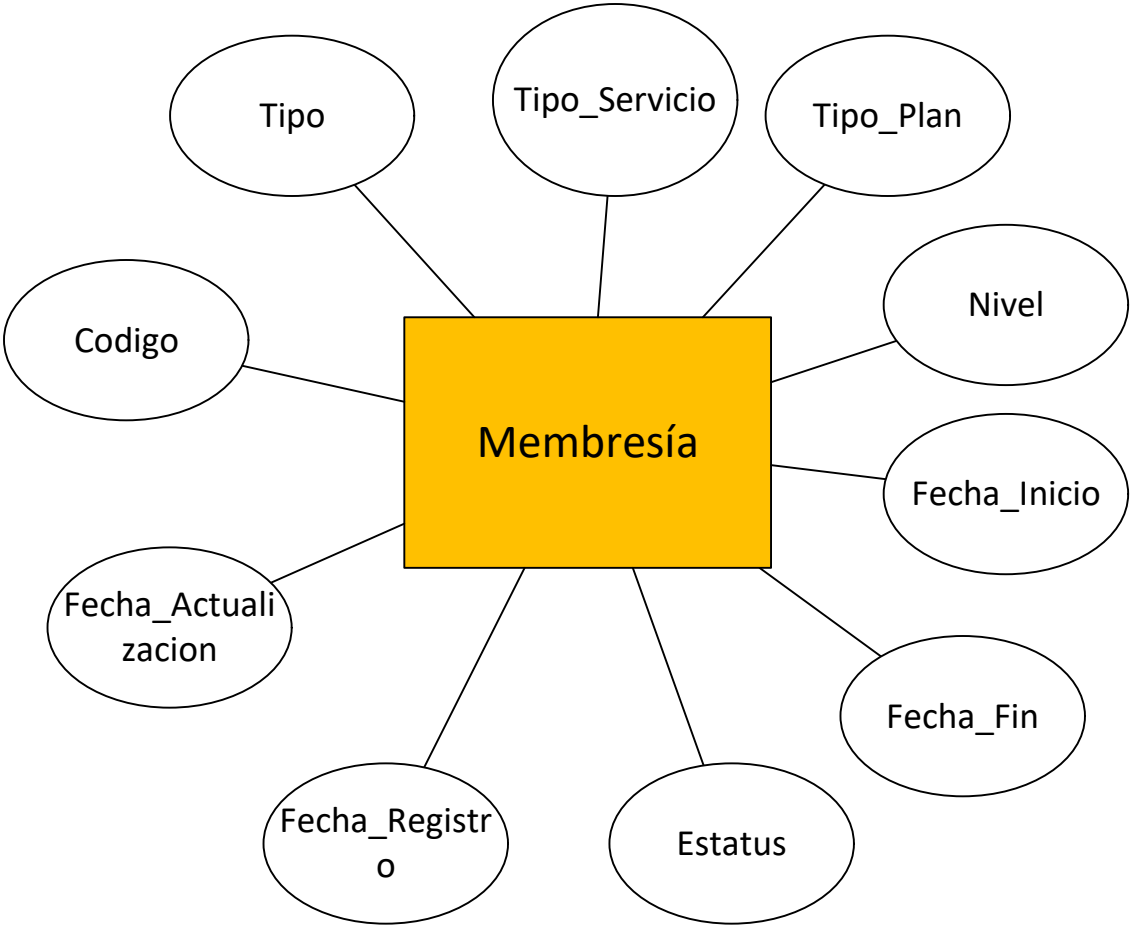 Tipo
Tipo_Servicio
Tipo_Plan
Nivel
Codigo
Membresía
Fecha_Inicio
Fecha_Actuali
zacion
Fecha_Fin
Fecha_Registr
o
Estatus